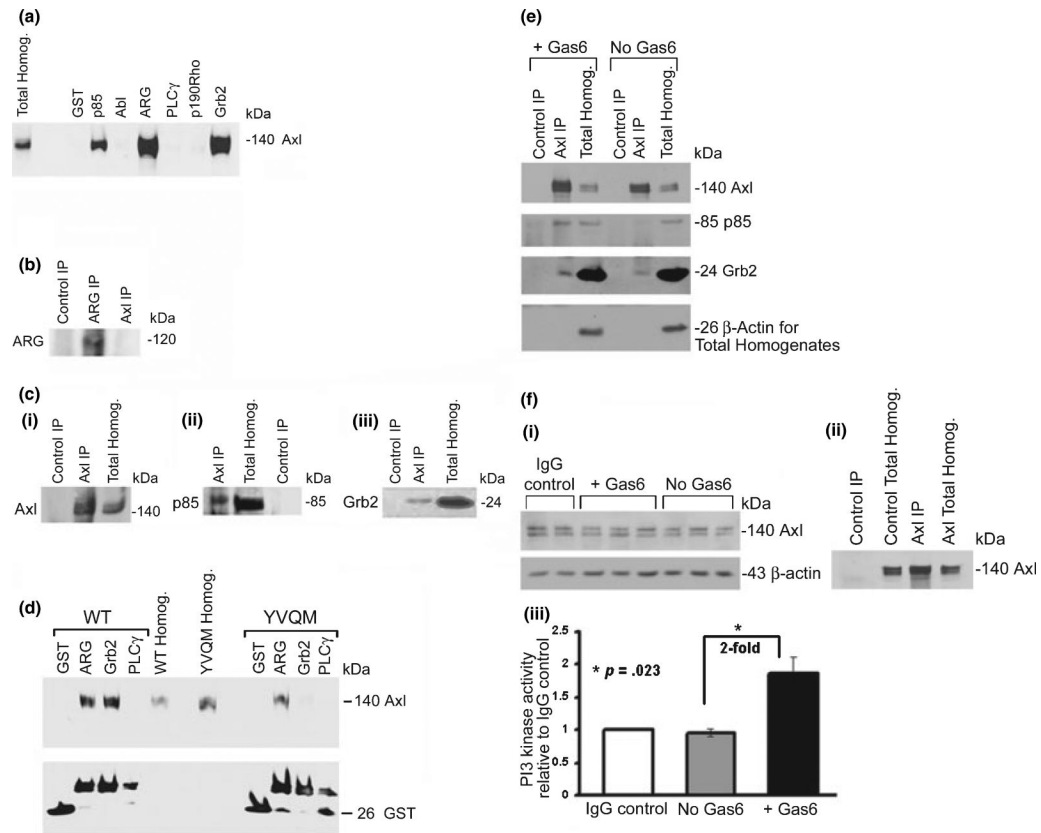 (a)
Total Homog.
GST
p85
Abl
ARG
PLCγ
p190Rho
Grb2
kDa
-140 Axl
(b)
Control IP
ARG IP
Axl IP
kDa
ARG
-120
(c)
(i)
Control IP
Axl IP
Total Homog.
kDa
Axl
-140
(ii)
Axl IP
Total Homog.
Control IP
kDa
p85
-85
(iii)
Control IP
Axl IP
Total Homog.
kDa
Grb2
-24
(d)
WT
GST
ARG
Grb2
PLCγ
WT Homog.
YVQM Homog.
YVQM
GST
ARG
Grb2
PLCγ
kDa
–140 Axl
– 26 GST
(e)
+ Gas6
No Gas6
Control IP
Axl IP
Total Homog.
Control IP
Axl IP
Total Homog.
kDa
-140 Axl
-85 p85
-24 Grb2
-26 β-Actin for
Total Homogenates
(f)
(i)
IgG
control
+ Gas6
No Gas6
kDa
-140 Axl
-43 β-actin
(ii)
Control IP
Control Total Homog.
Axl IP
Axl Total Homog.
kDa
-140 Axl
(iii)
PI3 kinase activity
relative to IgG control
2.5
2
1.5
1
0.5
0
* p = .023
*
2-fold
IgG control
No Gas6
+ Gas6